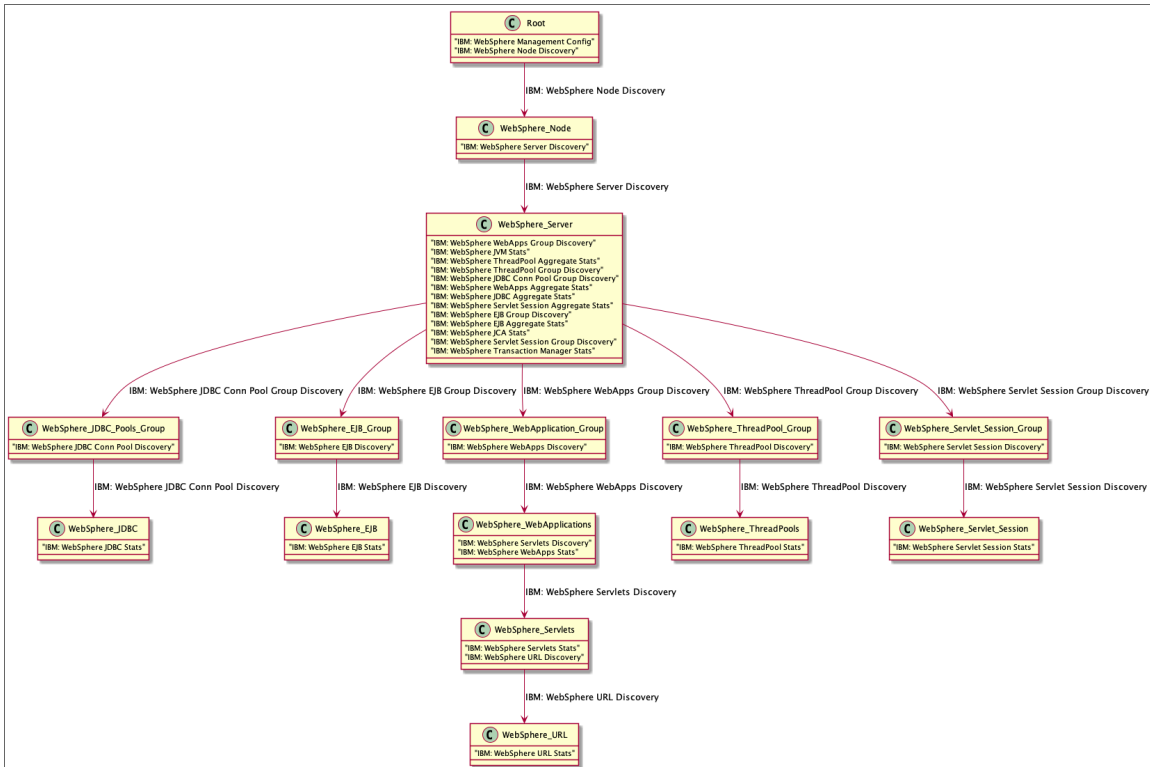 C Root
"IBM: WebSphere Management Config"
"IBM: WebSphere Node Discovery"
IBM: WebSphere Node Discovery
C WebSphere_Node
"IBM: WebSphere Server Discovery"
IBM: WebSphere Server Discovery
C WebSphere_Server
"IBM: WebSphere WebApps Group Discovery"
"IBM: WebSphere JVM Stats"
"IBM: WebSphere ThreadPool Aggregate Stats"
"IBM: WebSphere ThreadPool Group Discovery"
"IBM: WebSphere JDBC Conn Pool Group Discovery"
"IBM: WebSphere WebApps Aggregate Stats"
"IBM: WebSphere JDBC Aggregate Stats"
"IBM: WebSphere Servlet Session Aggregate Stats"
"IBM: WebSphere EJB Group Discovery"
"IBM: WebSphere EJB Aggregate Stats"
"IBM: WebSphere JCA Stats"
"IBM: WebSphere Servlet Session Group Discovery"
"IBM: WebSphere Transaction Manager Stats"
IBM: WebSphere JDBC Conn Pool Group Discovery
IBM: WebSphere EJB Group Discovery
IBM: WebSphere WebApps Group Discovery
IBM: WebSphere ThreadPool Group Discovery
IBM: WebSphere Servlet Session Group Discovery
C WebSphere_JDBC_Pools_Group
"IBM: WebSphere JDBC Conn Pool Discovery"
C WebSphere_EJB_Group
"IBM: WebSphere EJB Discovery"
C WebSphere_WebApplication_Group
"IBM: WebSphere WebApps Discovery"
C WebSphere_ThreadPool_Group
"IBM: WebSphere ThreadPool Discovery"
C WebSphere_Servlet_Session_Group
"IBM: WebSphere Servlet Session Discovery"
IBM: WebSphere JDBC Conn Pool Discovery
IBM: WebSphere EJB Discovery
IBM: WebSphere WebApps Discovery
IBM: WebSphere ThreadPool Discovery
IBM: WebSphere Servlet Session Discovery
C WebSphere_JDBC
"IBM: WebSphere JDBC Stats"
C WebSphere_EJB
"IBM: WebSphere EJB Stats"
C WebSphere_WebApplications
"IBM: WebSphere Servlets Discovery"
"IBM: WebSphere WebApps Stats"
C WebSphere_ThreadPools
"IBM: WebSphere ThreadPool Stats"
C WebSphere_Servlet_Session
"IBM: WebSphere Servlet Session Stats"
IBM: WebSphere Servlets Discovery
C WebSphere_Servlets
"IBM: WebSphere Servlets Stats"
"IBM: WebSphere URL Discovery"
IBM: WebSphere URL Discovery
C WebSphere_URL
"IBM: WebSphere URL Stats"